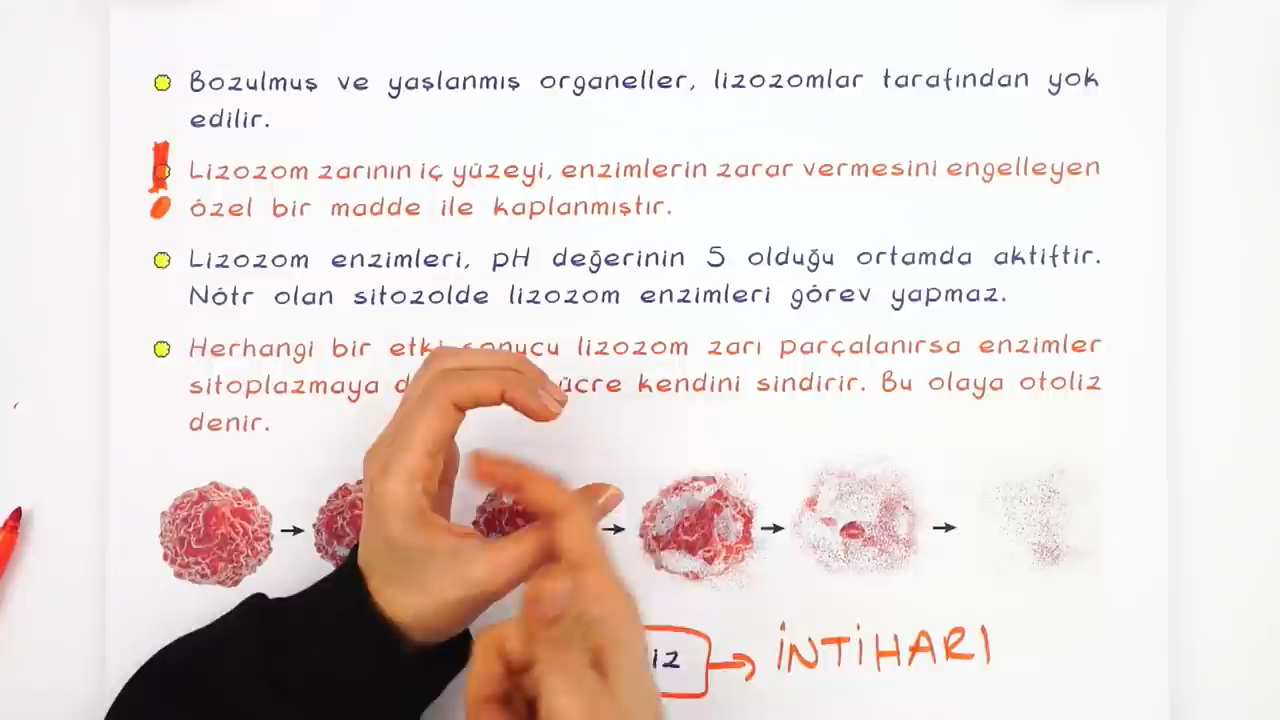 Bozulmuş ve yaşlanmış organeller, lizozomlar tarafından yok
edilir.
Lizozom zarının iç yüzeyi, enzimlerin zarar vermesini engelleyen
özel bir madde ile kaplanmıştır.
Lizozom enzimleri, pH değerinin 5 olduğu ortamda aktiftir.
Nötr olan sitozolde lizozom enzimleri görev yapmaz.
Herhangi bir lizozom zarı parçalanırsa enzimler
sitoplazmaya kendini sindirir. Bu olaya otoliz
denir.
İNTİHARI